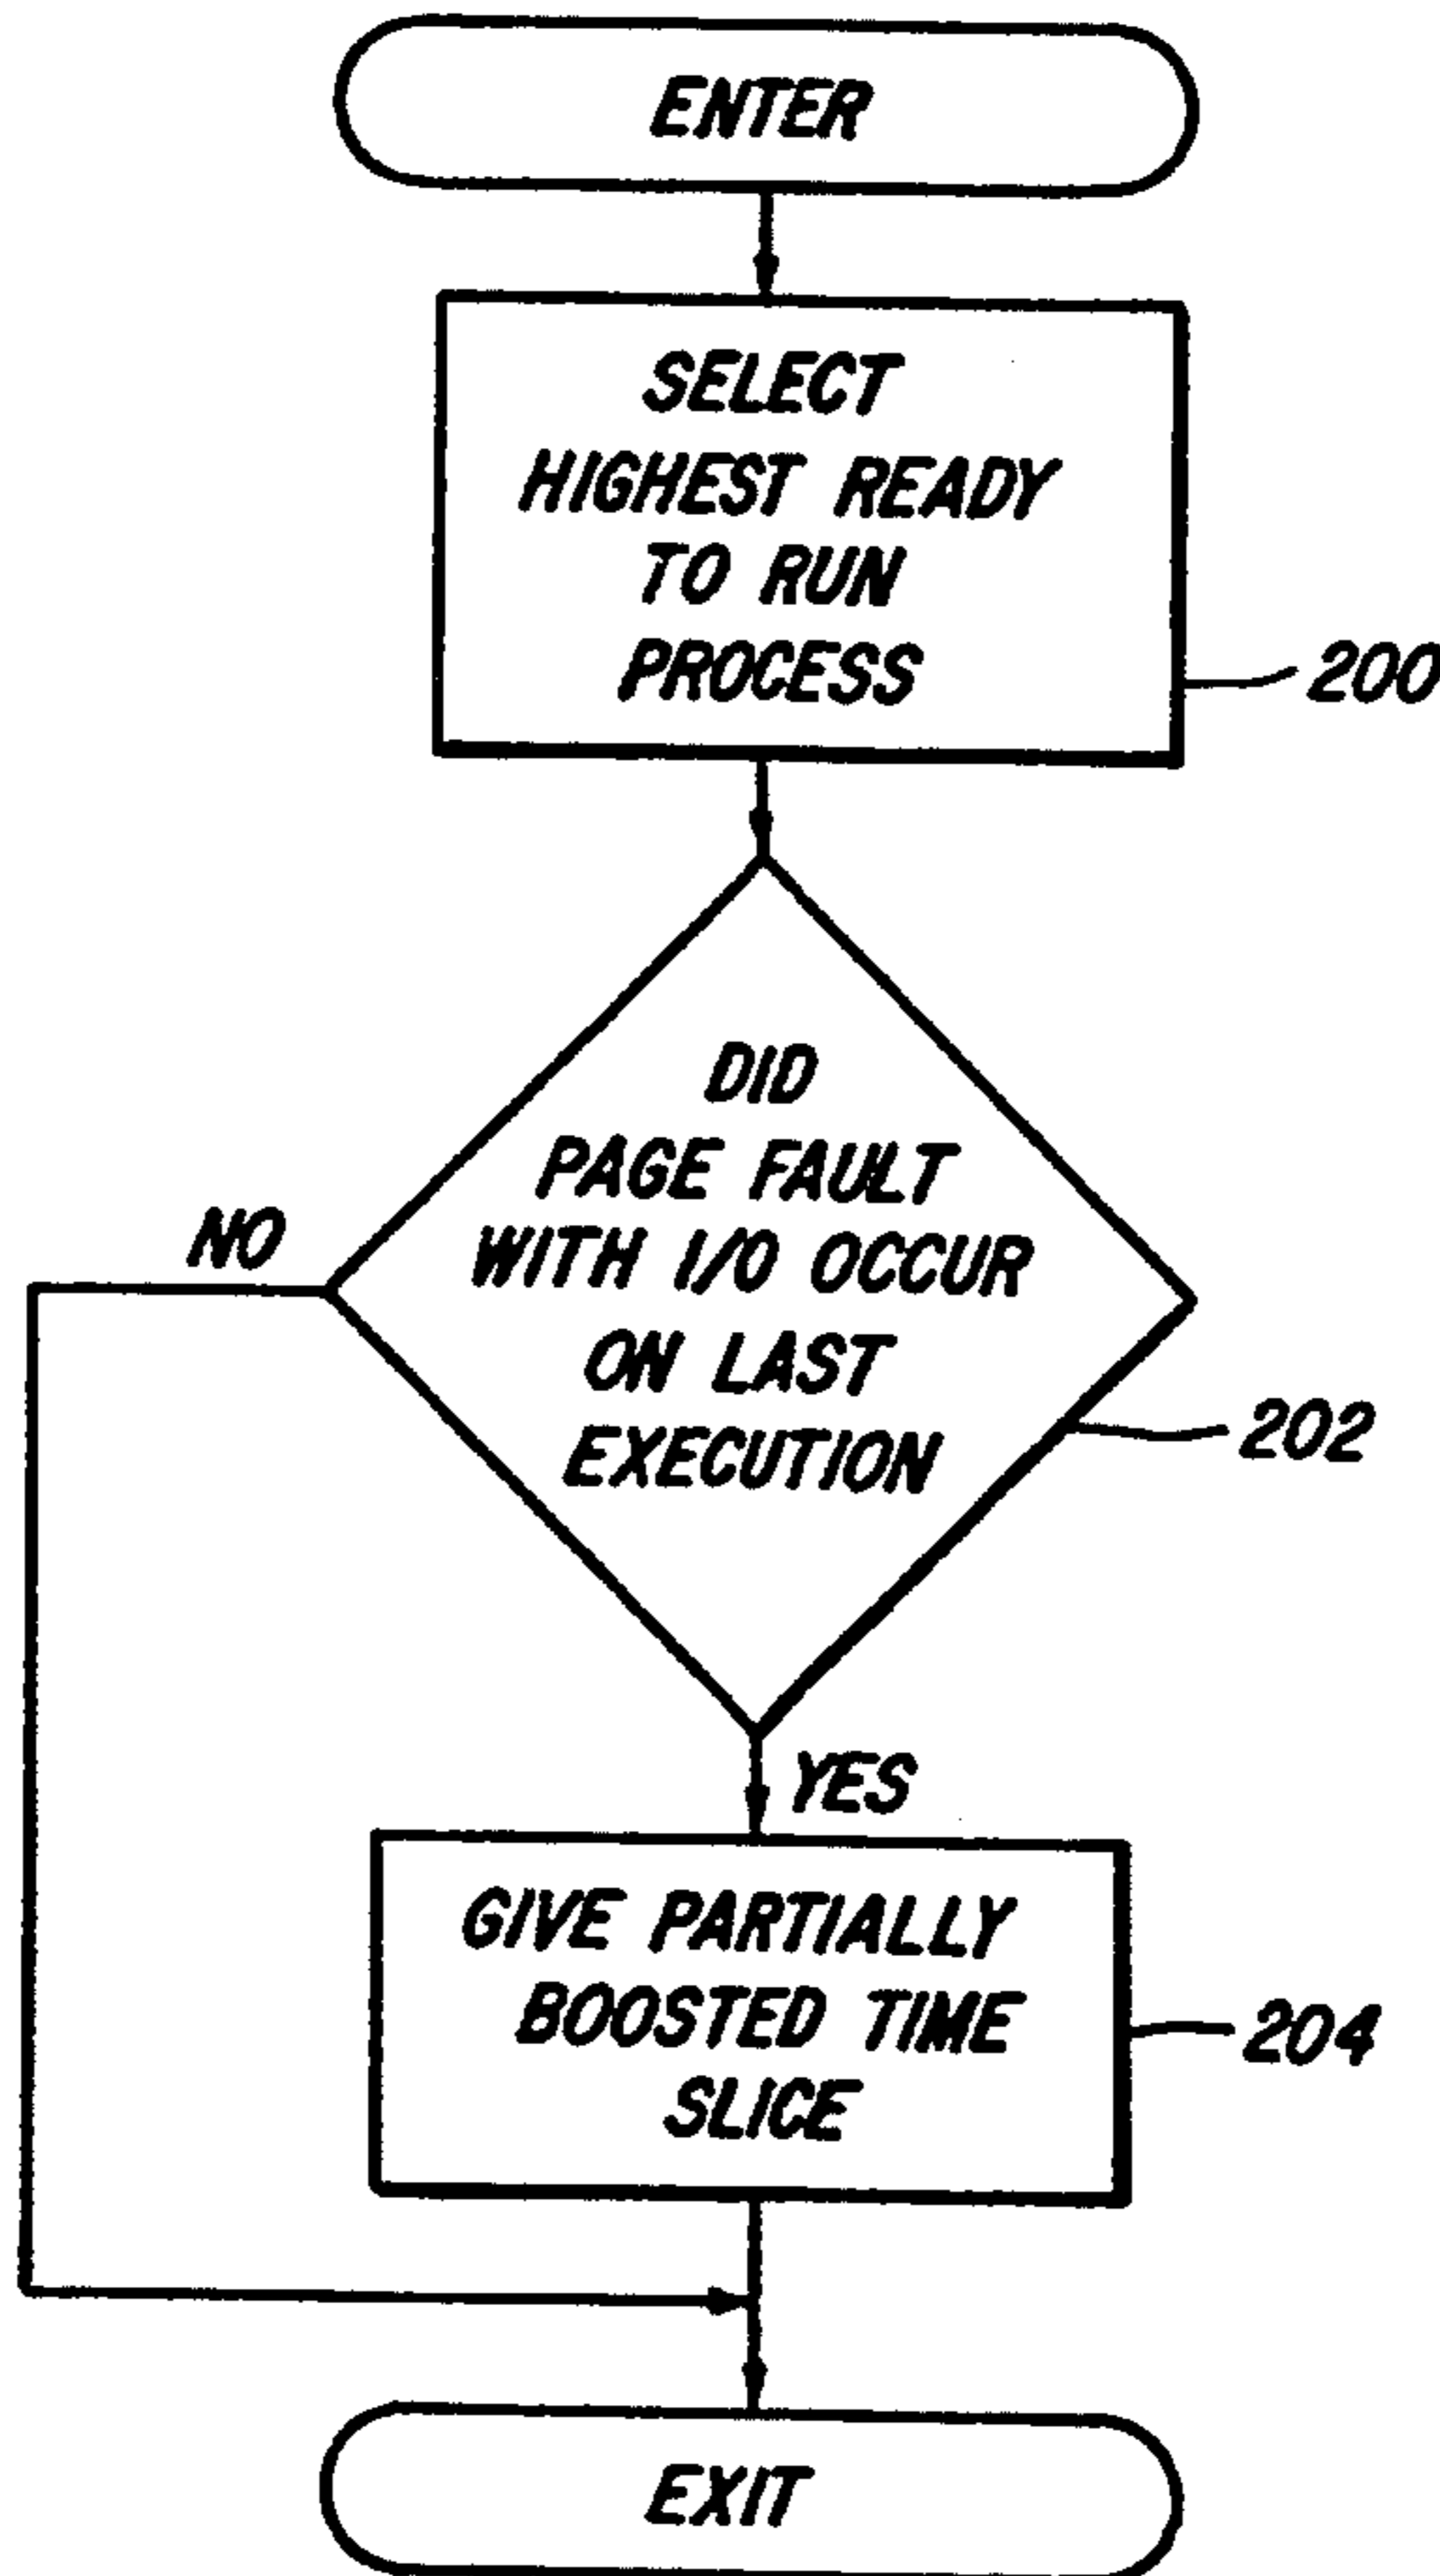 ENTER
SELECT
HIGHEST READY
TO RUN
PROCESS
200
DID
PAGE FAULT
WITH I/O OCCUR
ON LAST
EXECUTION
NO
202
YES
GIVE PARTIALLY
BOOSTED TIME
SLICE
204
EXIT